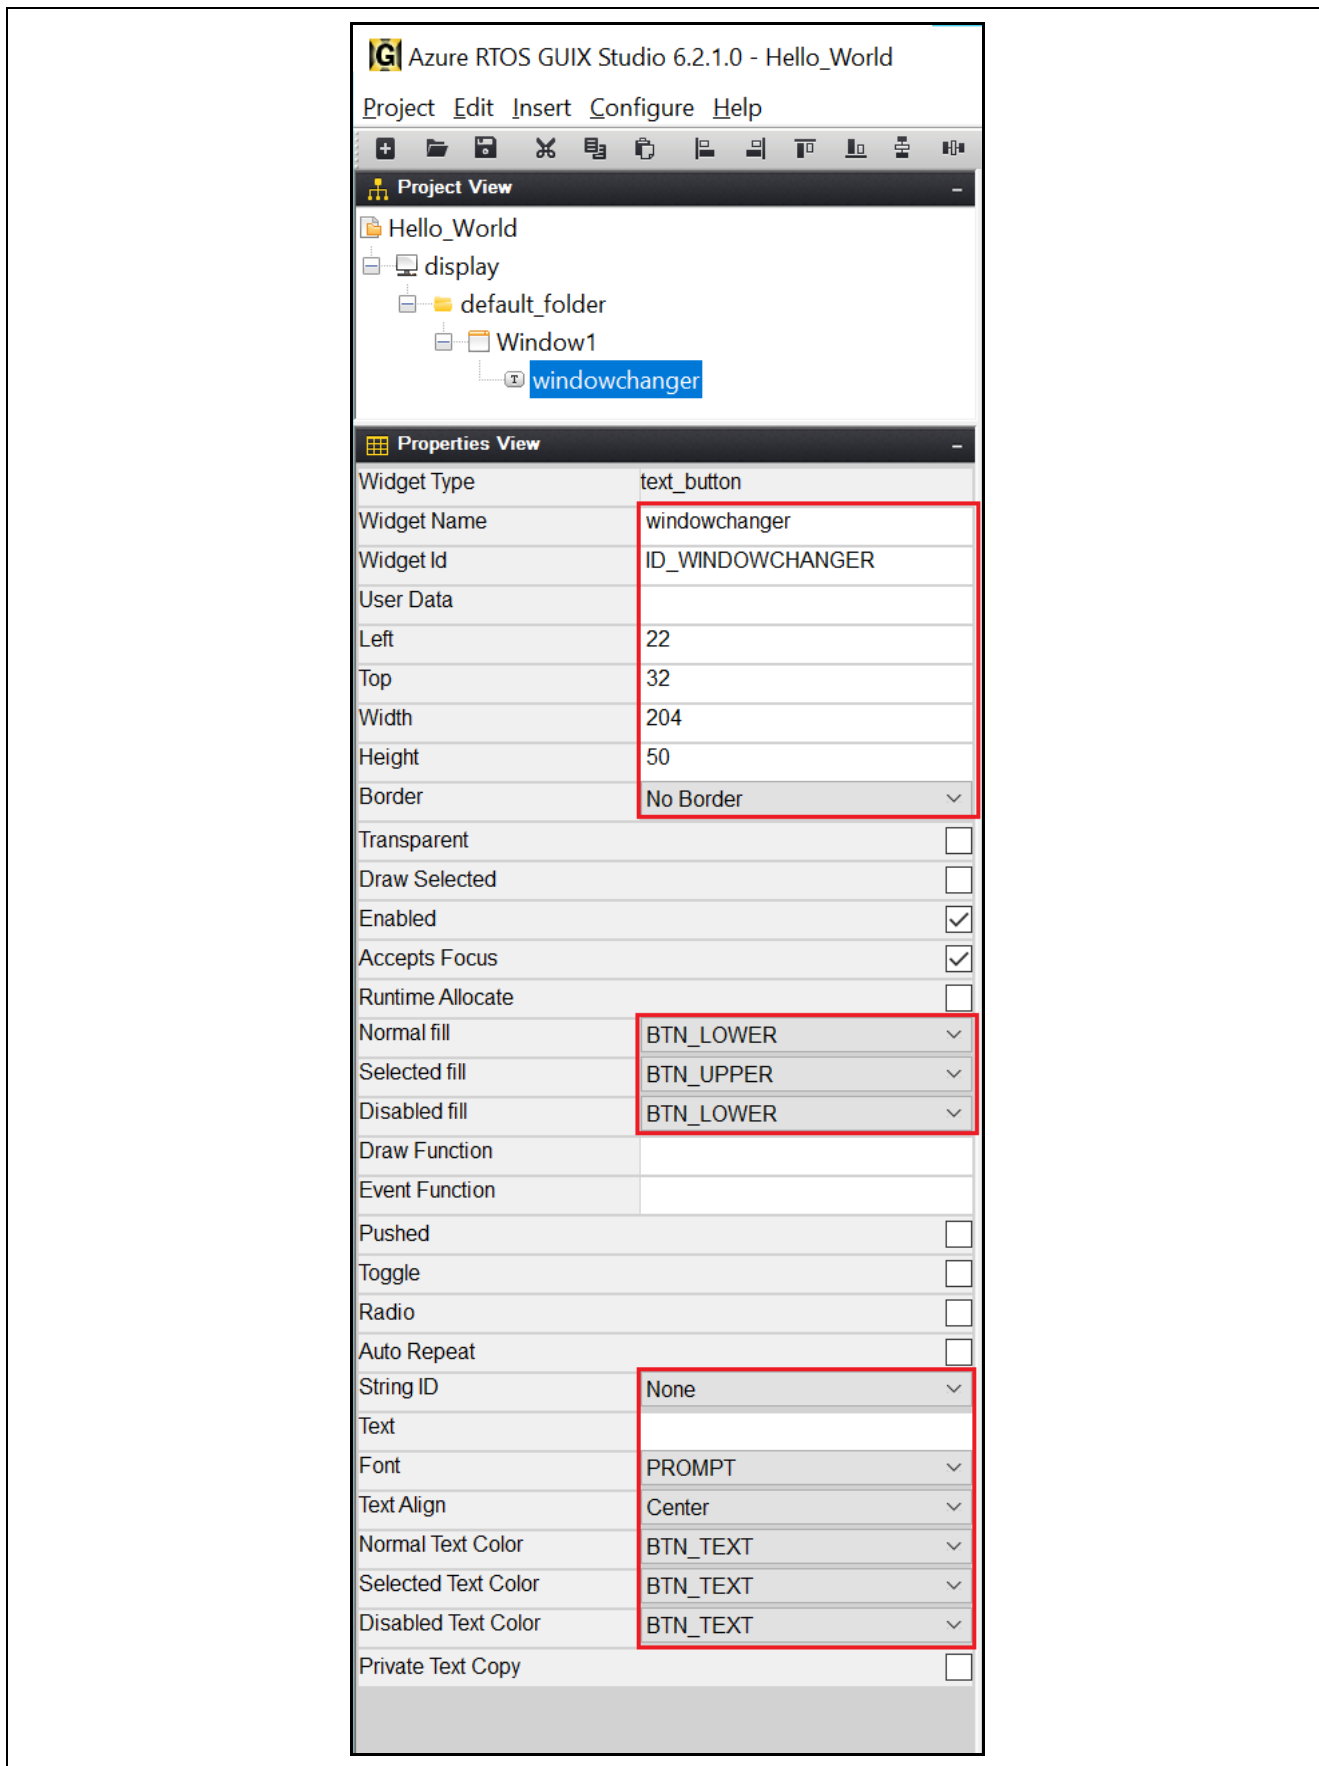 Azure RTOS GUIX Studio 6.2.1.0 - Hello_World
Project Edit Insert Configure Help
Project View
Hello_World
display
default_folder
Window1
windowchanger
Properties View
Widget Type text_button
Widget Name windowchanger
Widget Id ID_WINDOWCHANGER
User Data
Left 22
Top 32
Width 204
Height 50
Border No Border
Transparent
Draw Selected
Enabled
Accepts Focus
Runtime Allocate
Normal fill BTN_LOWER
Selected fill BTN_UPPER
Disabled fill BTN_LOWER
Draw Function
Event Function
Pushed
Toggle
Radio
Auto Repeat
String ID None
Text
Font PROMPT
Text Align Center
Normal Text Color BTN_TEXT
Selected Text Color BTN_TEXT
Disabled Text Color BTN_TEXT
Private Text Copy